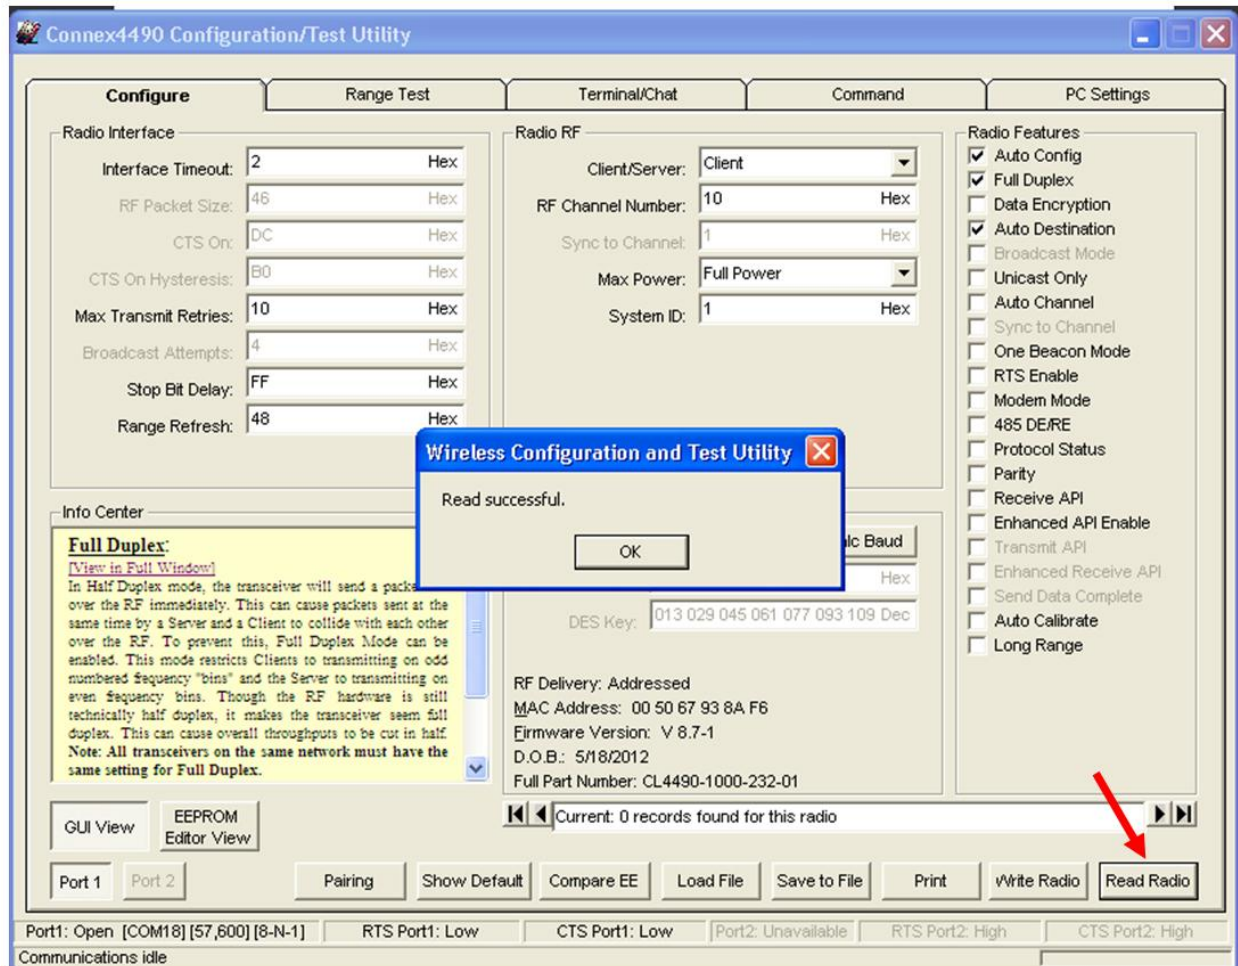 Connex4490 Configuration/Test Utility
Configure
Range Test
Terminal/Chat
Command
PC Settings
Radio Interface
Interface Timeout: 2 Hex
RF Packet Size: 46 Hex
CTS On: DC Hex
CTS On Hysteresis: B0 Hex
Max Transmit Retries: 10 Hex
Broadcast Attempts: 4 Hex
Stop Bit Delay: FF Hex
Range Refresh: 48 Hex
Radio RF
Client/Server: Client
RF Channel Number: 10 Hex
Sync to Channel: 1 Hex
Max Power: Full Power
System ID: 1 Hex
Radio Features
Auto Config
Full Duplex
Data Encryption
Auto Destination
Broadcast Mode
Unicast Only
Auto Channel
Sync to Channel
One Beacon Mode
RTS Enable
Modem Mode
485 DE/RE
Protocol Status
Parity
Receive API
Enhanced API Enable
Transmit API
Enhanced Receive API
Send Data Complete
Auto Calibrate
Long Range
Wireless Configuration and Test Utility
Read successful.
OK
Info Center
Full Duplex:
[View in Full Window]
In Half Duplex mode, the transceiver will send a packet
over the RF immediately. This can cause packets sent at the
same time by a Server and a Client to collide with each other
over the RF. To prevent this, Full Duplex Mode can be
enabled. This mode restricts Clients to transmitting on odd
numbered frequency "bins" and the Server to transmitting on
even frequency bins. Though the RF hardware is still
technically half duplex, it makes the transceiver seem full
duplex. This can cause overall throughputs to be cut in half.
Note: All transceivers on the same network must have the
same setting for Full Duplex.
Baud
Hex
DES Key: 013 029 045 061 077 093 109 Dec
RF Delivery: Addressed
MAC Address: 00 50 67 93 8A F6
Firmware Version: V 8.7-1
D.O.B.: 5/18/2012
Full Part Number: CL4490-1000-232-01
Current: 0 records found for this radio
GUI View
EEPROM
Editor View
Port 1
Port 2
Pairing
Show Default
Compare EE
Load File
Save to File
Print
Write Radio
Read Radio
Port1: Open [COM18] [57,600] [8-N-1]
RTS Port1: Low
CTS Port1: Low
Port2: Unavailable
RTS Port2: High
CTS Port2: High
Communications idle